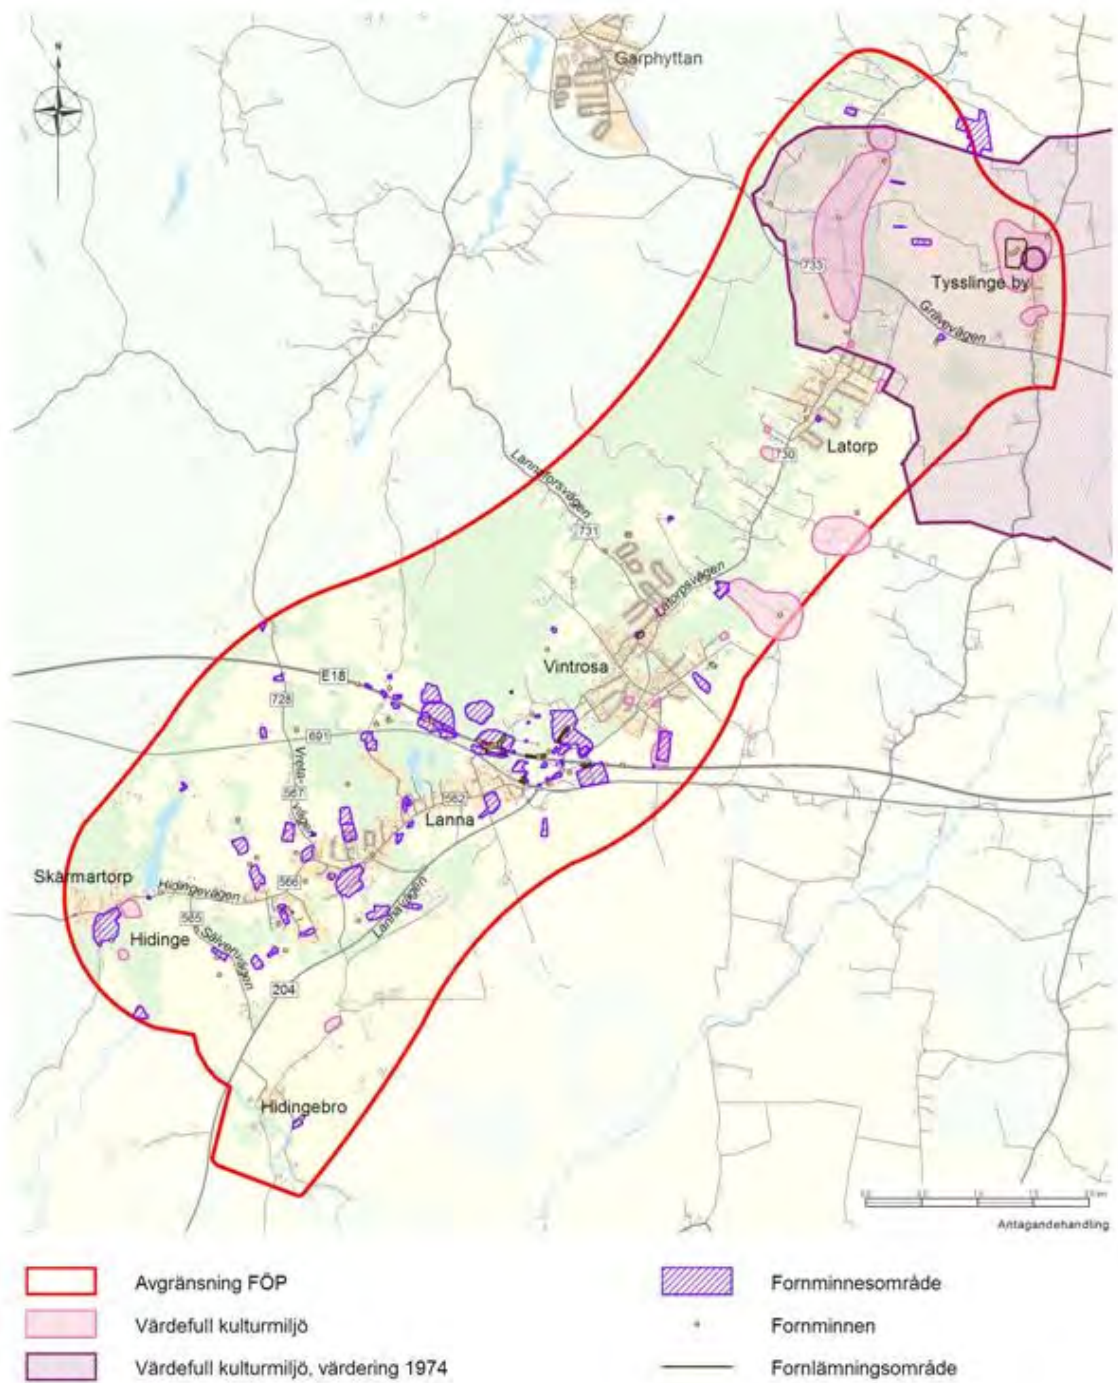 N
Garphyttan
733
Tysslinge by
Grävevägen
Latorp
730
Lannaforsvägen
731
Latorpsvägen
Vintrosa
E18
728
691
Vrela-
vägen
567
562
Lanna
Skärmartorp
Hidingevägen
566
565
Lannavägen
Hidinge
Sälvenvägen
204
Hidingebro
Antagandehandling
Avgränsning FÖP
Fornminnesområde
Värdefull kulturmiljö
Fornminnen
Värdefull kulturmiljö, värdering 1974
Fornlämningsområde